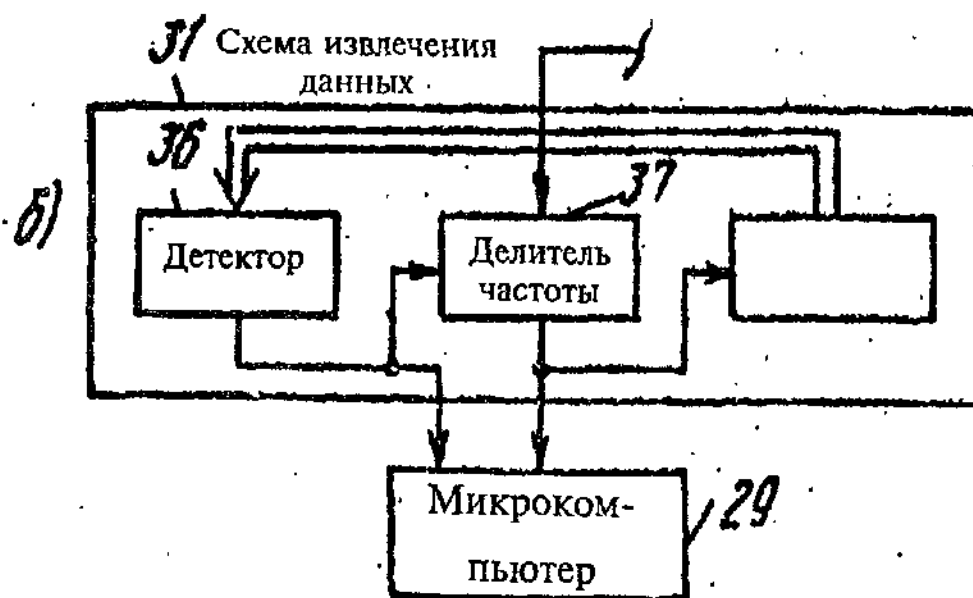 31 Схема извлечения
данных
36
37
б)
Детектор
Делитель
частоты
Микроком-
пьютер
29